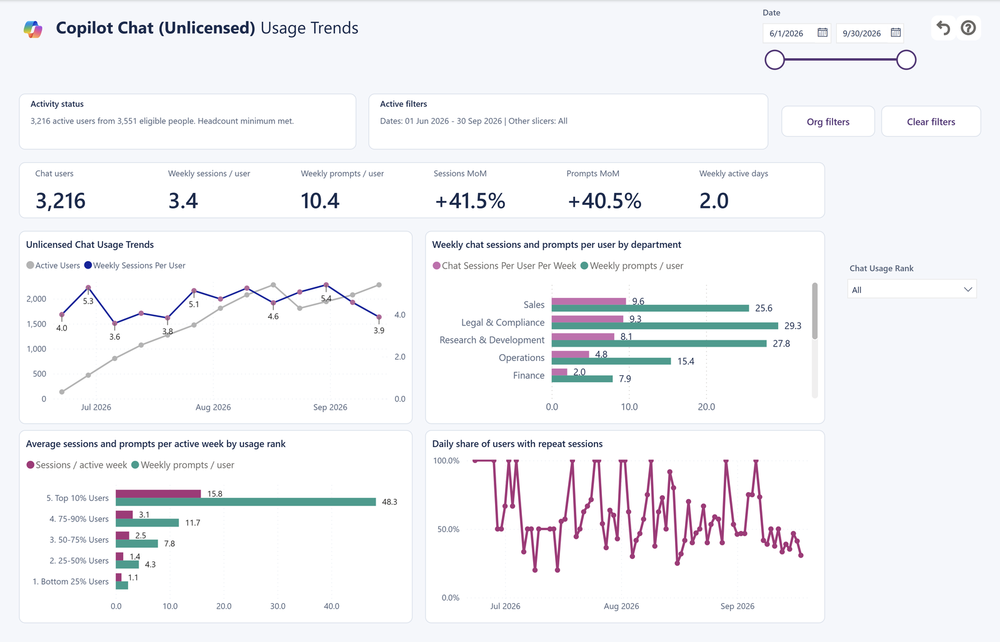 Copilot Chat (Unlicensed) Usage Trends
Date
6/1/2026
9/30/2026
Activity status
3,216 active users from 3,551 eligible people. Headcount minimum met.
Active filters
Dates: 01 Jun 2026 - 30 Sep 2026 | Other slicers: All
Org filters
Clear filters
Chat users
3,216
Weekly sessions / user
3.4
Weekly prompts / user
10.4
Sessions MoM
+41.5%
Prompts MoM
+40.5%
Weekly active days
2.0
Unlicensed Chat Usage Trends
Active Users
Weekly Sessions Per User
2,000
1,500
1,000
500
0
4.0
2.0
0.0
4.0
5.3
3.6
3.8
5.1
4.6
5.4
3.9
Jul 2026
Aug 2026
Sep 2026
Weekly chat sessions and prompts per user by department
Chat Sessions Per User Per Week
Weekly prompts / user
Sales
9.6
25.6
Legal & Compliance
9.3
29.3
Research & Development
8.1
27.8
Operations
4.8
15.4
Finance
2.0
7.9
0.0
10.0
20.0
Chat Usage Rank
All
Average sessions and prompts per active week by usage rank
Sessions / active week
Weekly prompts / user
5. Top 10% Users
15.8
48.3
4. 75-90% Users
3.1
11.7
3. 50-75% Users
2.5
7.8
2. 25-50% Users
1.4
4.3
1. Bottom 25% Users
1.1
0.0
10.0
20.0
30.0
40.0
Daily share of users with repeat sessions
100.0%
50.0%
0.0%
Jul 2026
Aug 2026
Sep 2026